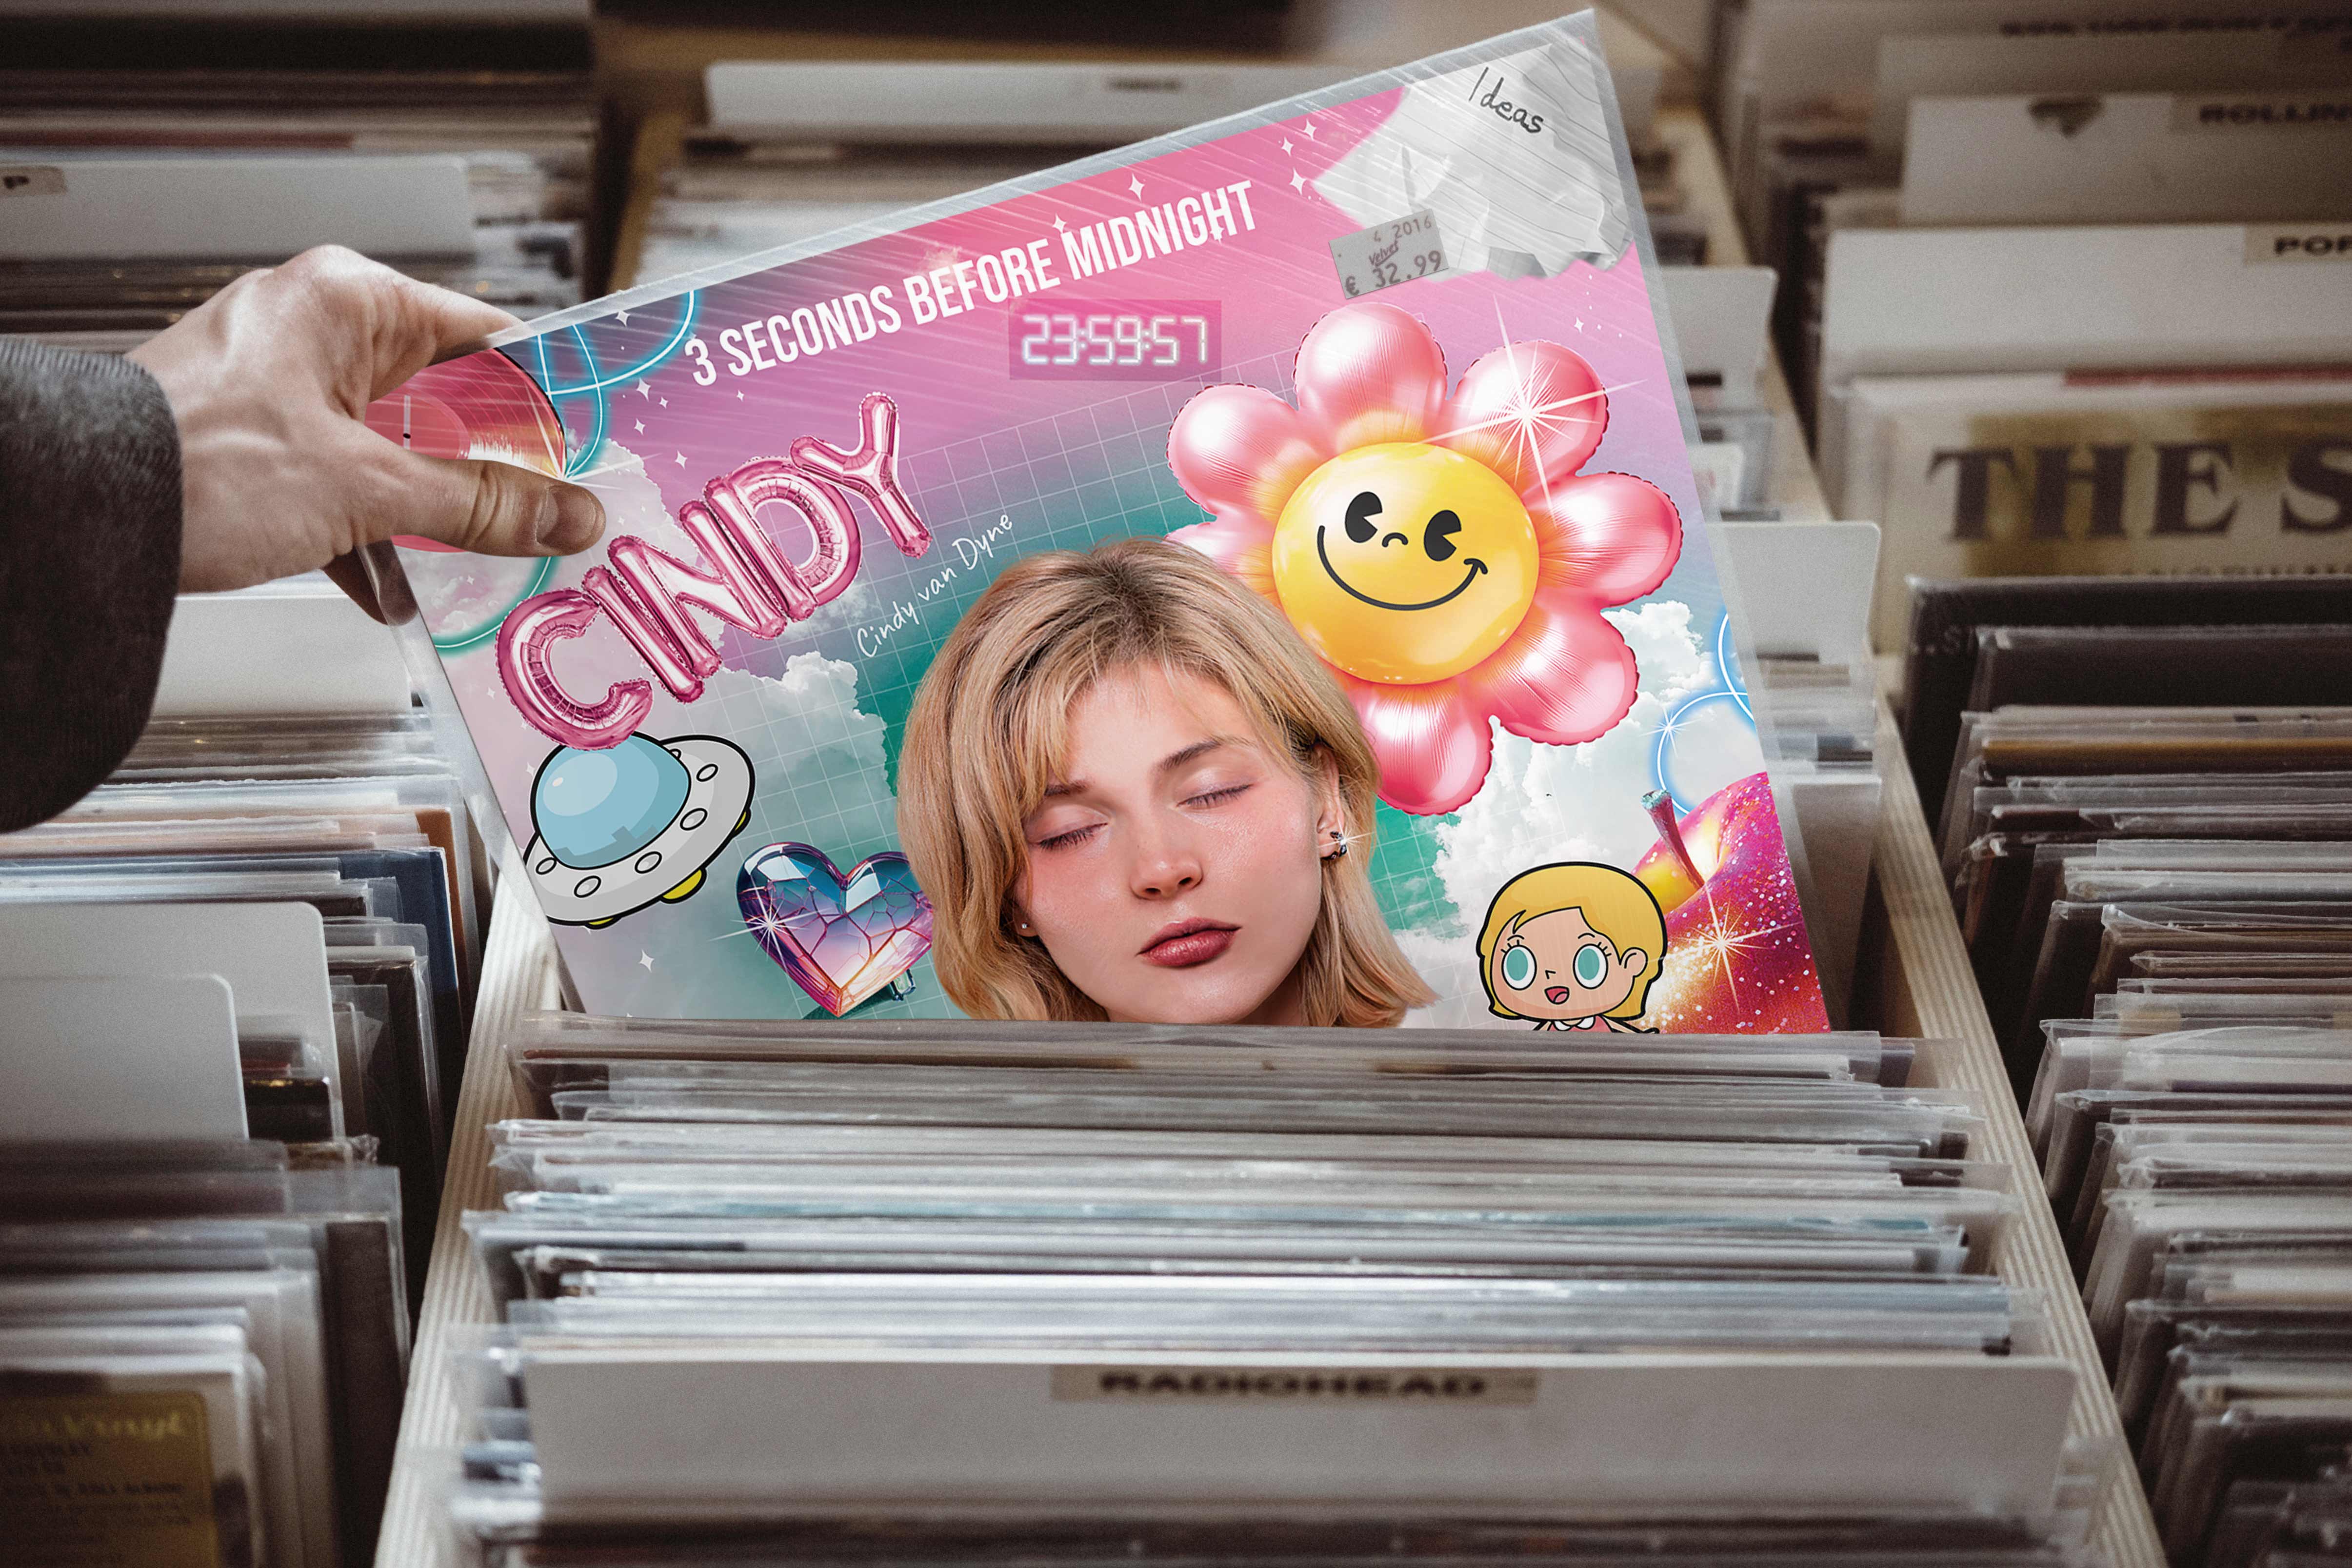 Ideas
3 SECONDS BEFORE MIDNIGHT
4 2016
Velvet
€ 32.99
23:59:57
CINDY
Cindy van Dyne
P
THE S
RADIOHEAD